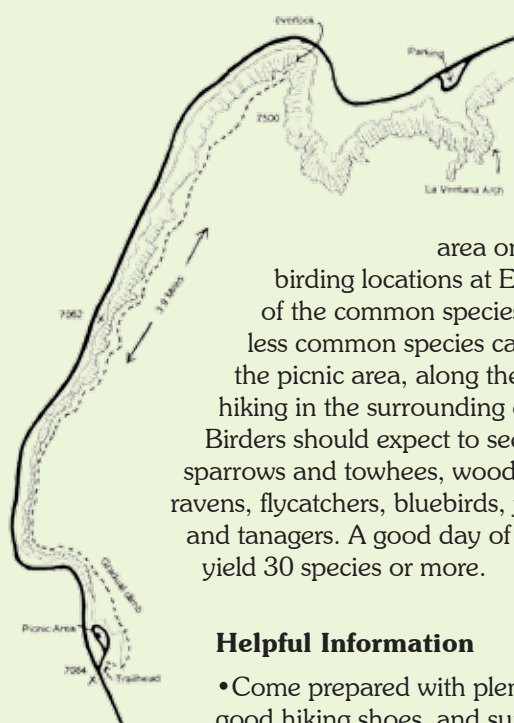 Overlook
Parking
7500
La Ventana Arch
area or
birding locations at E
of the common species
less common species ca
3.9 Miles
7062
the picnic area, along the
hiking in the surrounding
Birders should expect to see
sparrows and towhees, wood
ravens, flycatchers, bluebirds,
and tanagers. A good day of
yield 30 species or more.
Gradual climb
Picnic Area
7084
Trailhead
Helpful Information
•Come prepared with plen
good hiking shoes, and su